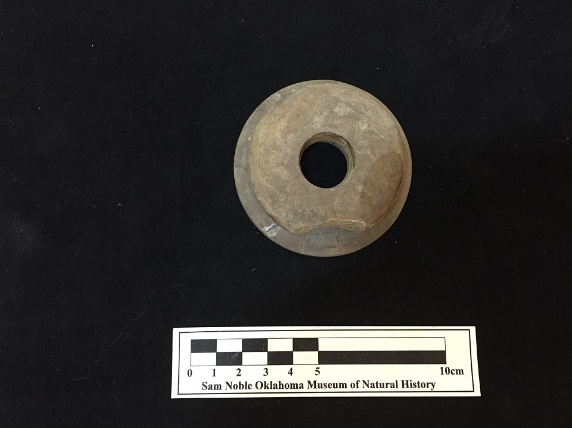 0 1 2 3 4 5 10cm
Sam Noble Oklahoma Museum of Natural History